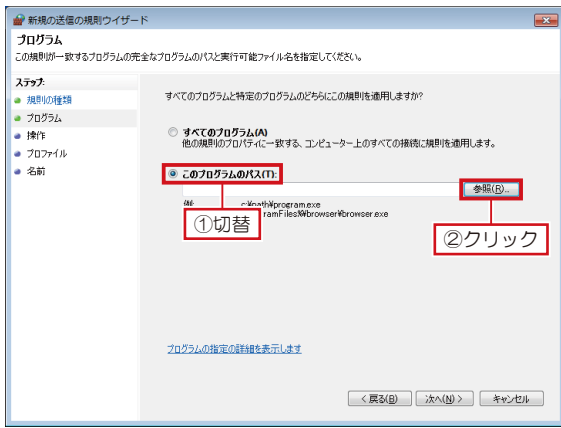 新規の送信の規則ウィザード
プログラム
この規則が一致するプログラムの完全なプログラムのパスと実行可能ファイル名を指定してください。
ステップ:
規則の種類
プログラム
操作
プロファイル
名前
すべてのプログラムと特定のプログラムのどちらにこの規則を適用しますか?
すべてのプログラム(A)
他の規則のプロパティに一致する、コンピューター上のすべての接続に規則を適用します。
このプログラムのパス(T):
参照(R)...
例: c:¥path¥program.exe
ramFiles%¥browser¥browser.exe
①切替
②クリック
プログラムの指定の詳細を表示します
< 戻る(B)
次へ(N) >
キャンセル